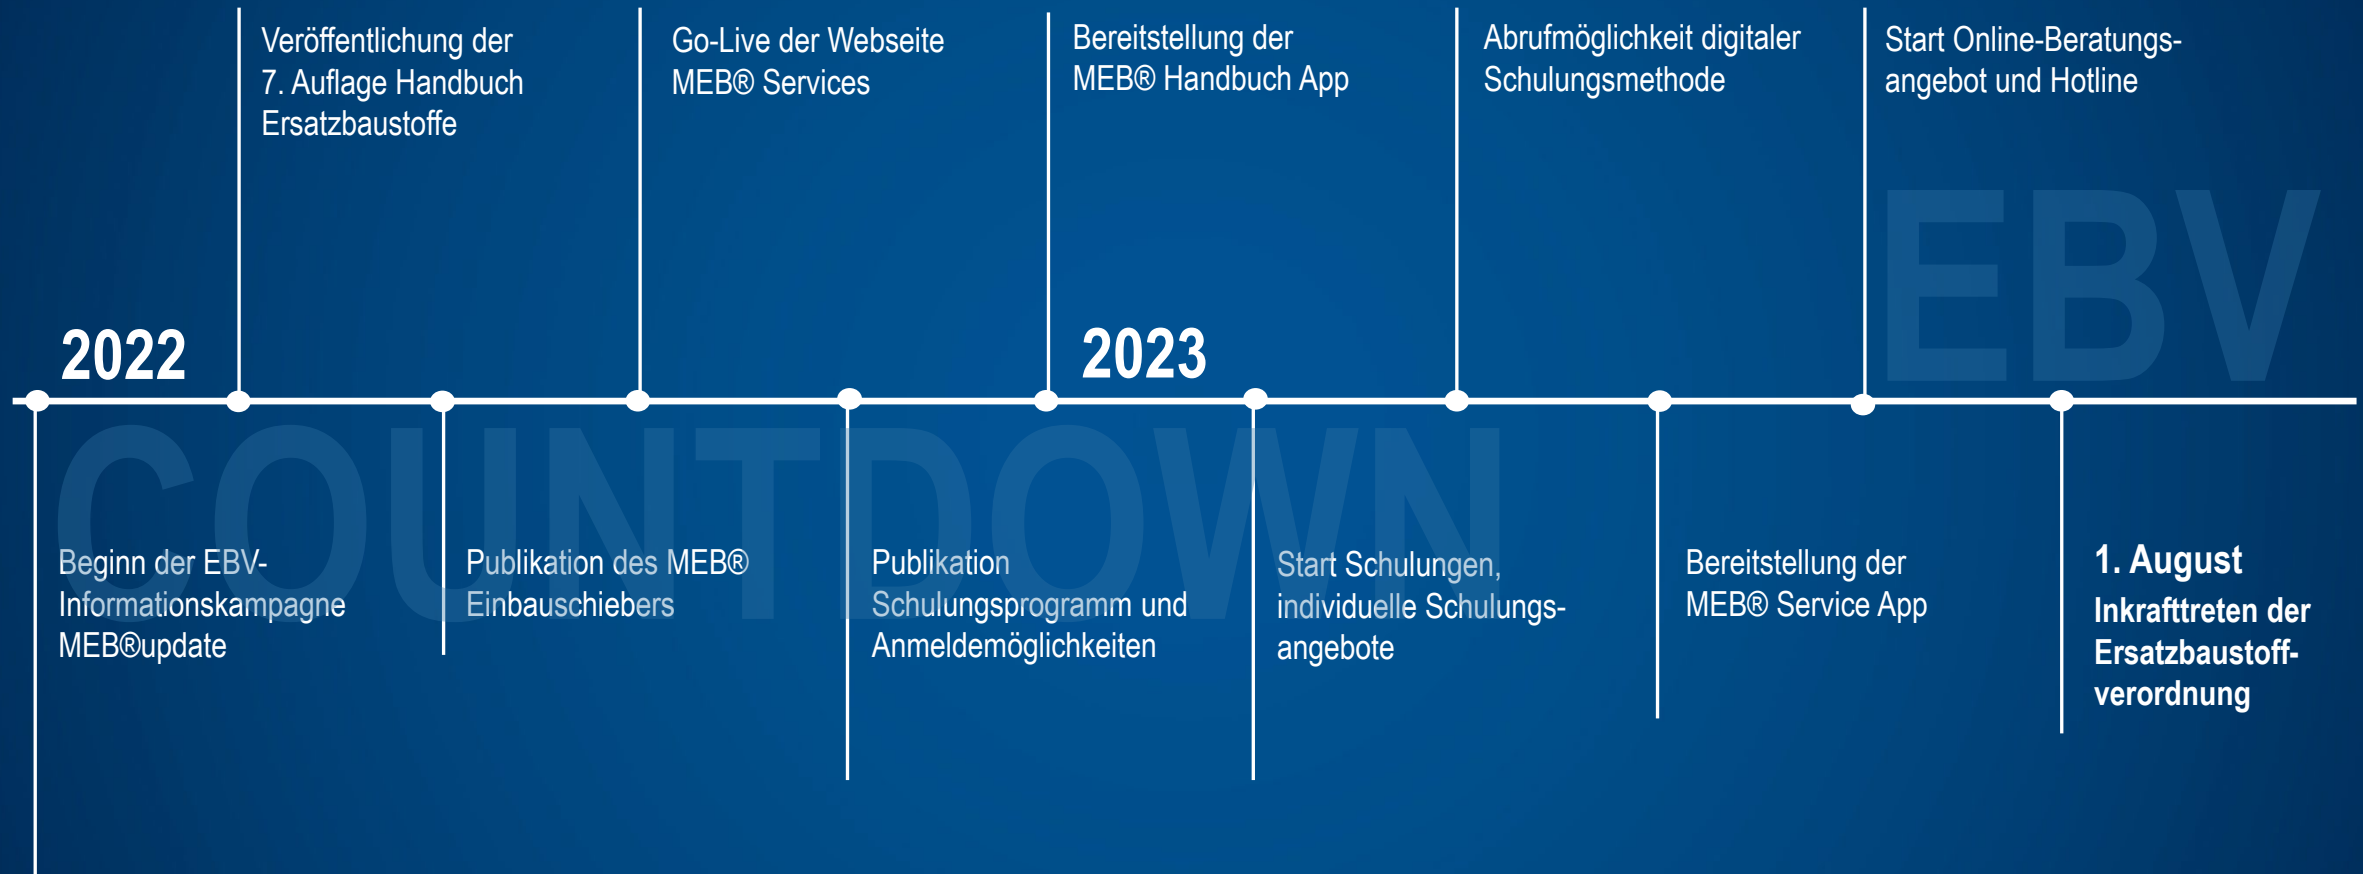 Veröffentlichung der
7. Auflage Handbuch
Ersatzbaustoffe
Go-Live der Webseite
MEB® Services
Bereitstellung der
MEB® Handbuch App
Abrufmöglichkeit digitaler
Schulungsmethode
Start Online-Beratungs-
angebot und Hotline
EBV
2022
2023
COUNTDOWN
Beginn der EBV-
Informationskampagne
MEB®update
Publikation des MEB®
Einbauschiebers
Publikation
Schulungsprogramm und
Anmeldemöglichkeiten
Start Schulungen,
individuelle Schulungs-
angebote
Bereitstellung der
MEB® Service App
1. August
Inkrafttreten der
Ersatzbaustoff-
verordnung